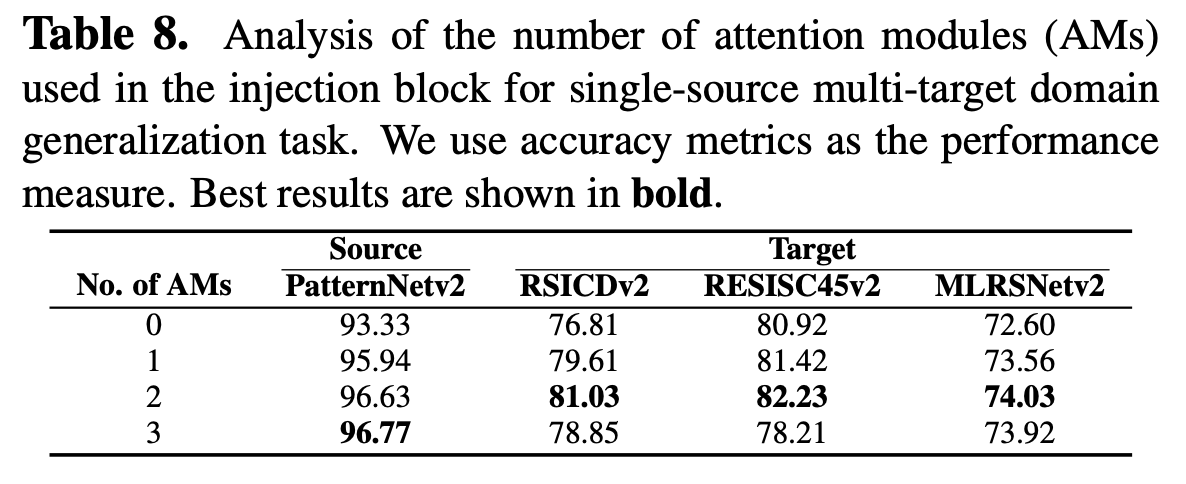 Table 8. Analysis of the number of attention modules (AMs)
used in the injection block for single-source multi-target domain
generalization task. We use accuracy metrics as the performance
measure. Best results are shown in bold.
Source Target
No. of AMs PatternNetv2 RSICDv2 RESISC45v2 MLRSNetv2
0 93.33 76.81 80.92 72.60
1 95.94 79.61 81.42 73.56
2 96.63 81.03 82.23 74.03
3 96.77 78.85 78.21 73.92